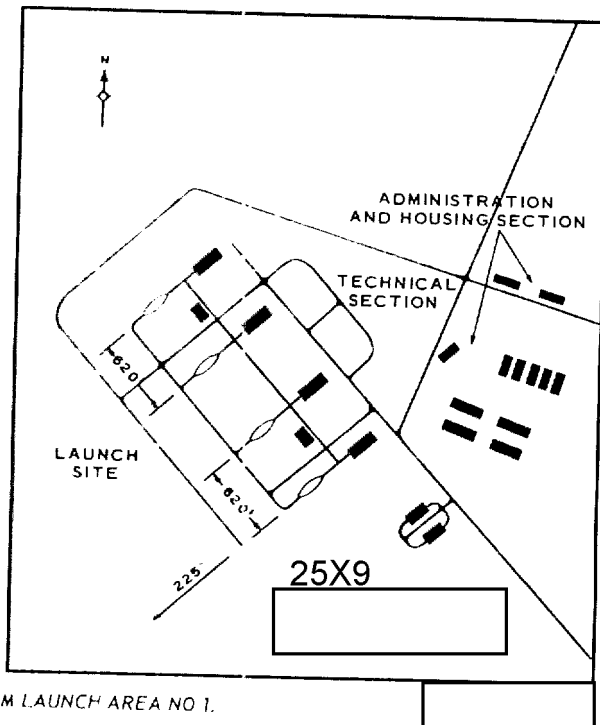 N
ADMINISTRATION
AND HOUSING SECTION
TECHNICAL
SECTION
620
LAUNCH
SITE
620'
225
25X9
M LAUNCH AREA NO 1.